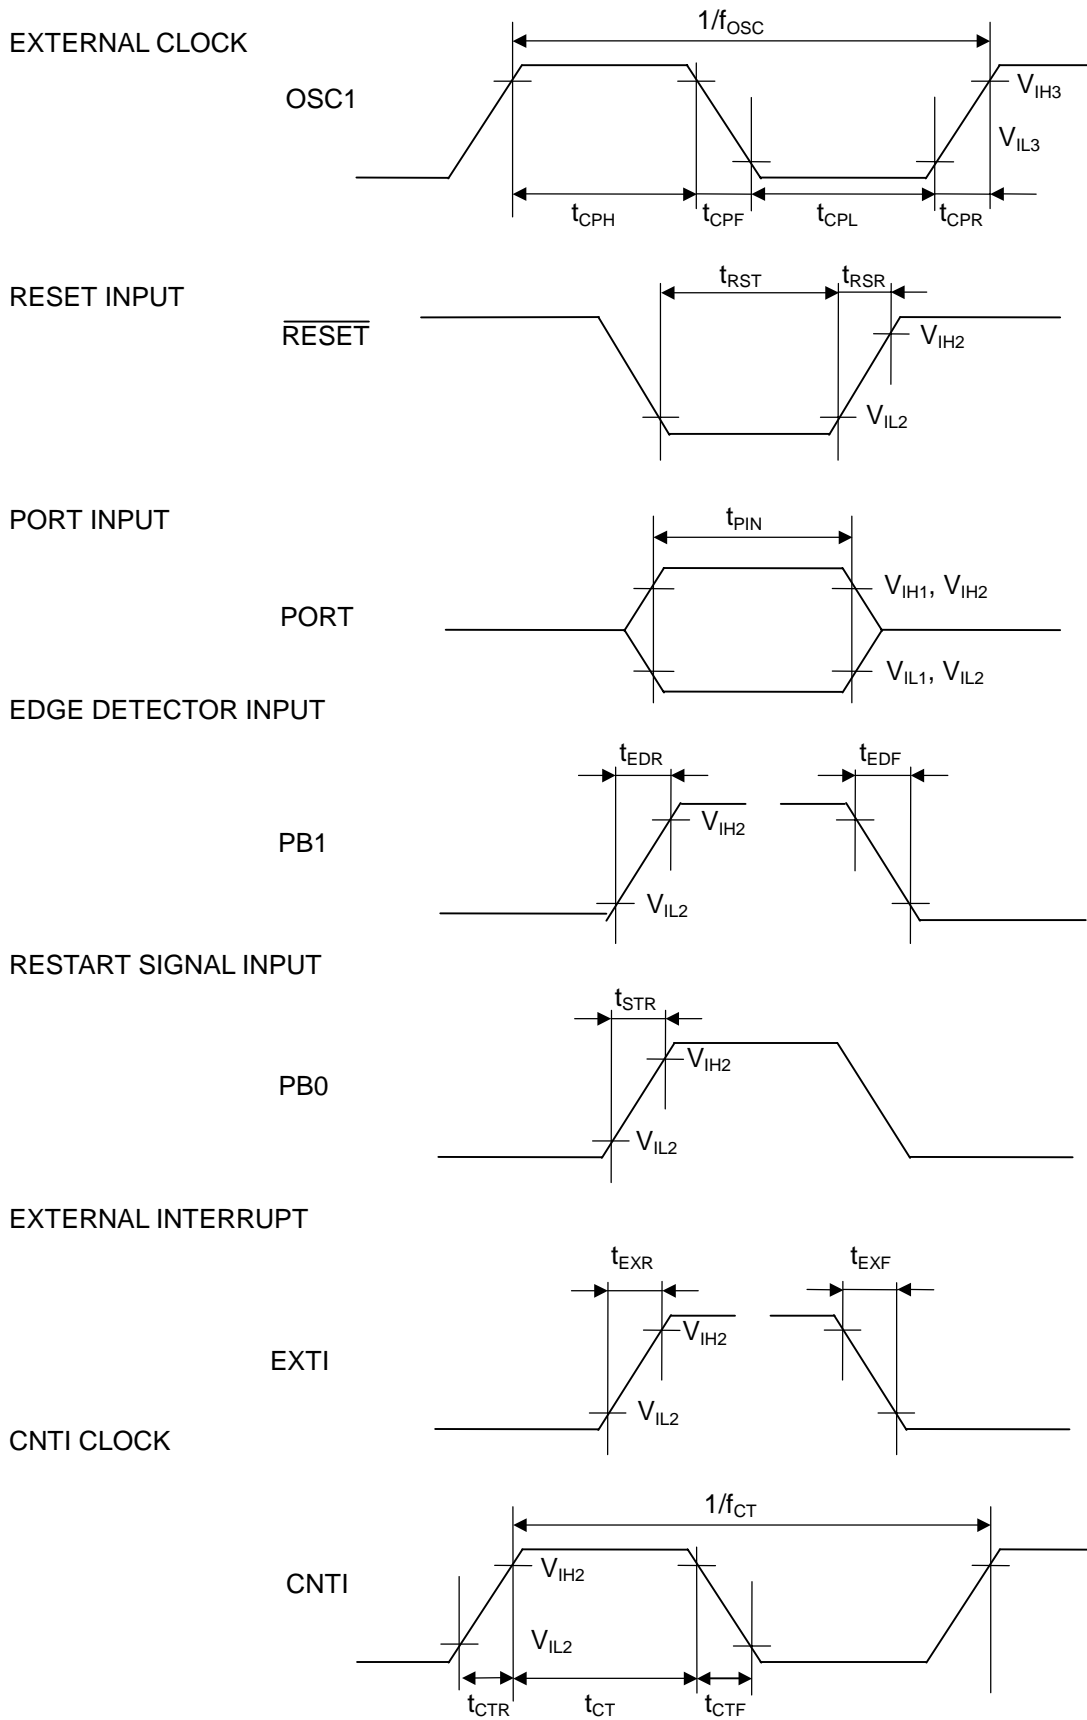 EXTERNAL CLOCK
1/fOSC
OSC1
VIH3
VIL3
tCPH tCPF tCPL tCPR
RESET INPUT
tRST tRSR
RESET
VIH2
VIL2
PORT INPUT
tPIN
PORT
VIH1, VIH2
VIL1, VIL2
EDGE DETECTOR INPUT
tEDR tEDF
PB1
VIH2
VIL2
RESTART SIGNAL INPUT
tSTR
PB0
VIH2
VIL2
EXTERNAL INTERRUPT
tEXR tEXF
EXTI
VIH2
VIL2
CNTI CLOCK
1/fCT
CNTI
VIH2
VIL2
tCTR tCT tCTF